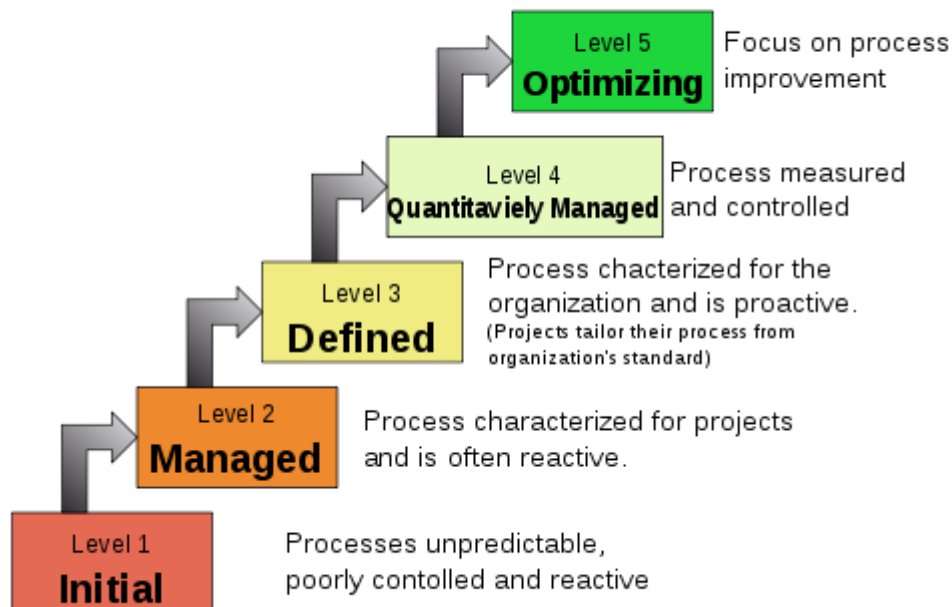 Level 5
Optimizing
Focus on process
improvement
Level 4
Quantitaviely Managed
Process measured
and controlled
Level 3
Defined
Process chacterized for the
organization and is proactive.
(Projects tailor their process from
organization's standard)
Level 2
Managed
Process characterized for projects
and is often reactive.
Level 1
Initial
Processes unpredictable,
poorly contolled and reactive